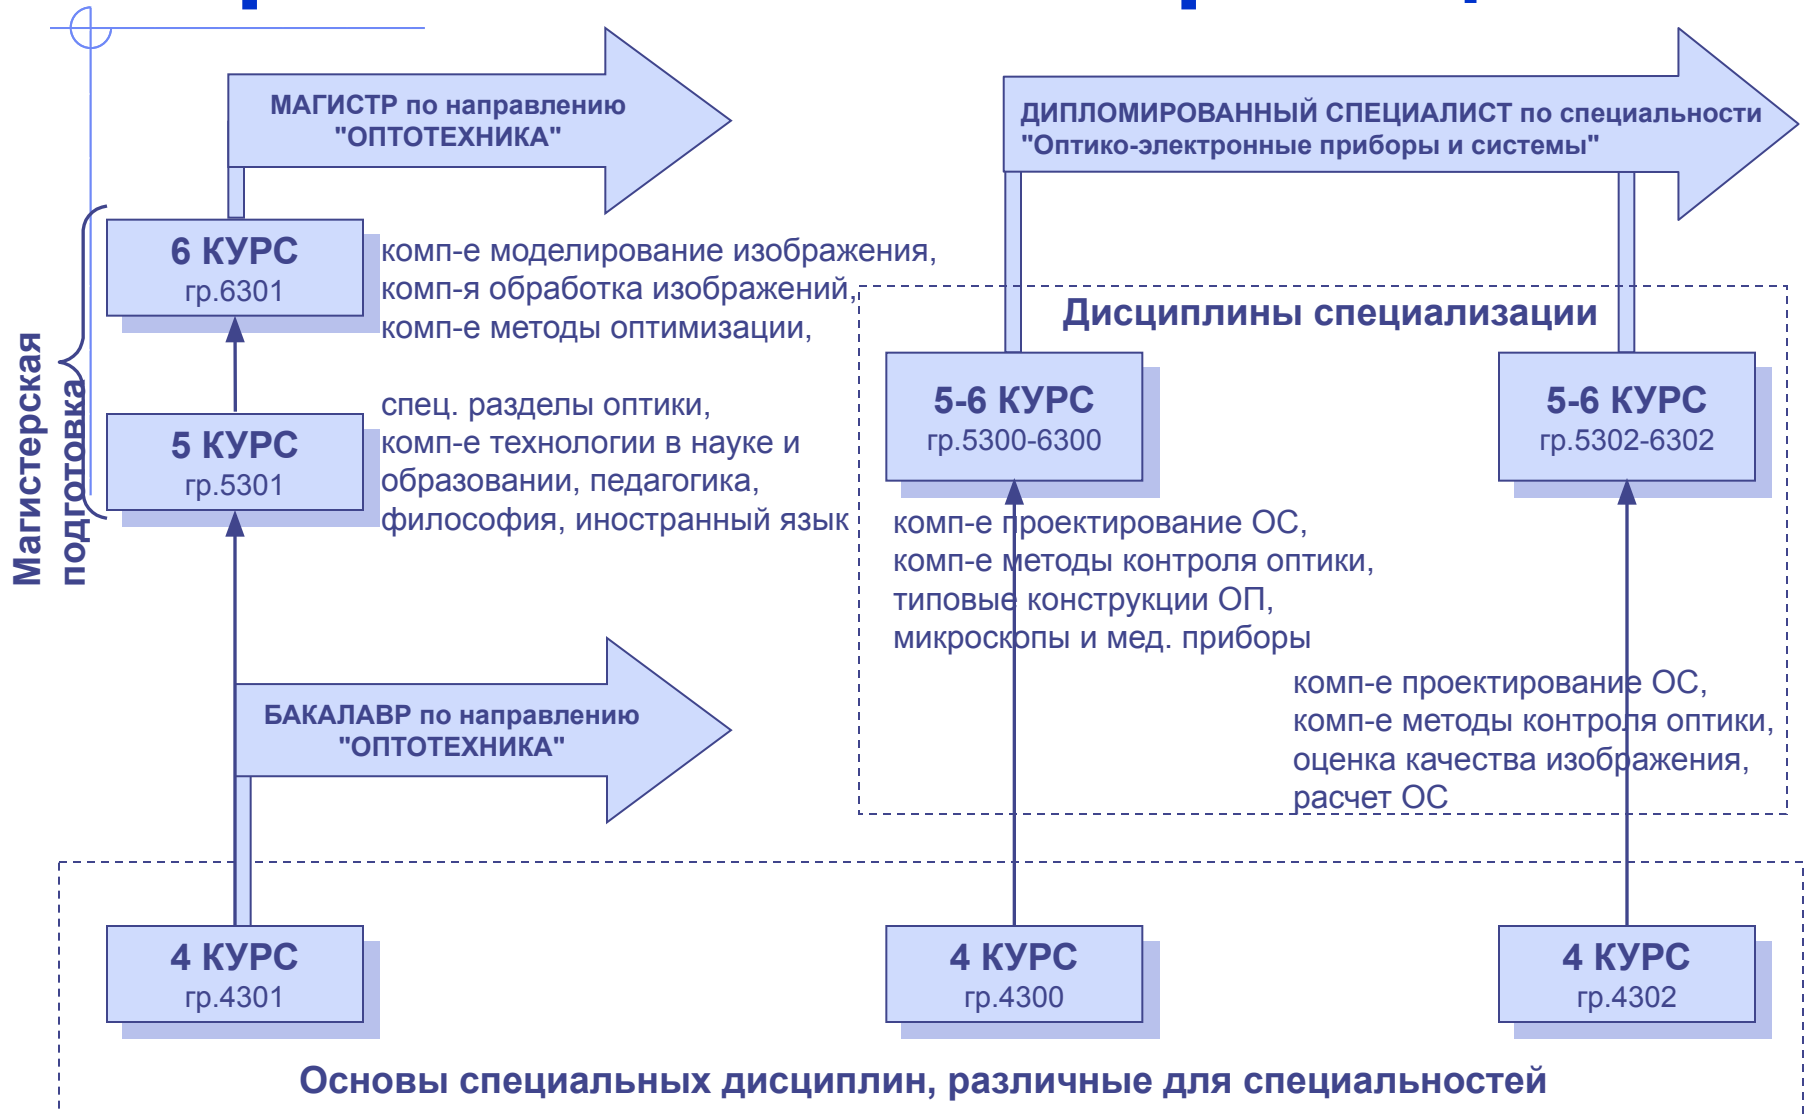 МАГИСТР по направлению
"ОПТОТЕХНИКА"
ДИПЛОМИРОВАННЫЙ СПЕЦИАЛИСТ по специальности
"Оптико-электронные приборы и системы"
Магистерская
подготовка
6 КУРС
гр.6301
комп-е моделирование изображения,
комп-я обработка изображений,
комп-е методы оптимизации,
5 КУРС
гр.5301
спец. разделы оптики,
комп-е технологии в науке и
образовании, педагогика,
философия, иностранный язык
Дисциплины специализации
5-6 КУРС
гр.5300-6300
5-6 КУРС
гр.5302-6302
комп-е проектирование ОС,
комп-е методы контроля оптики,
типовые конструкции ОП,
микроскопы и мед. приборы
комп-е проектирование ОС,
комп-е методы контроля оптики,
оценка качества изображения,
расчет ОС
БАКАЛАВР по направлению
"ОПТОТЕХНИКА"
4 КУРС
гр.4301
4 КУРС
гр.4300
4 КУРС
гр.4302
Основы специальных дисциплин, различные для специальностей